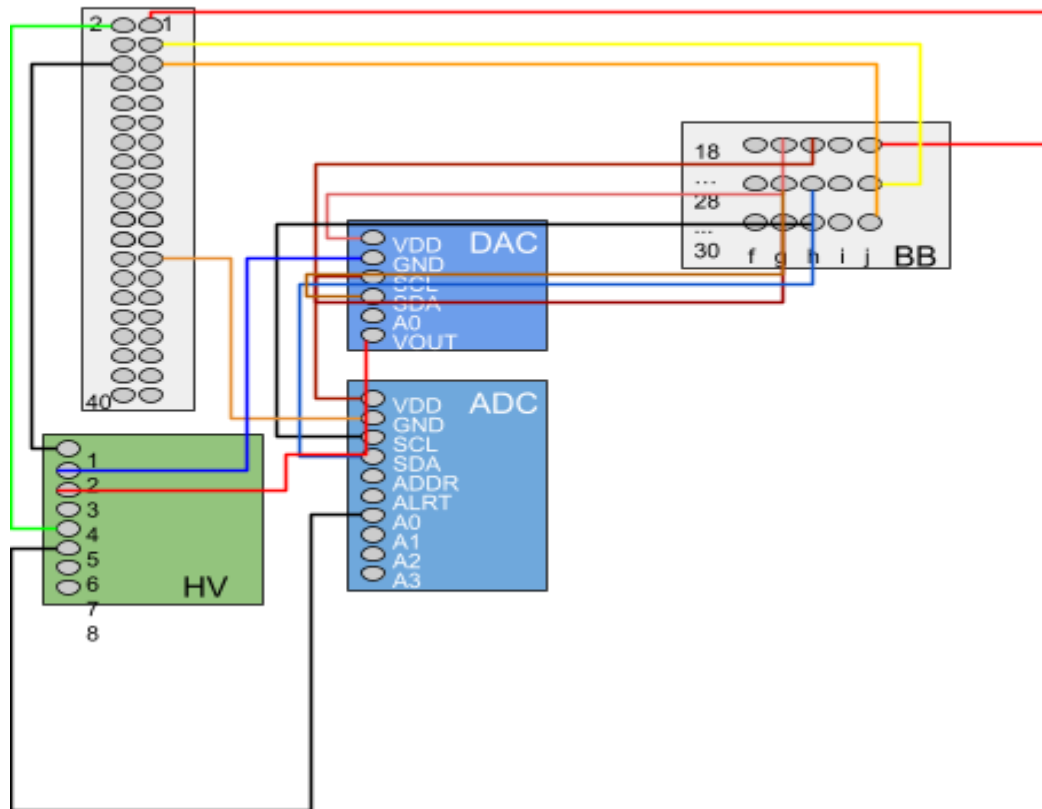 2 1
40
18
...
28
...
30
f g h i j BB
DAC
VDD
GND
SCL
SDA
A0
VOUT
ADC
VDD
GND
SCL
SDA
ADDR
ALRT
A0
A1
A2
A3
1
2
3
4
5
6
7
8
HV